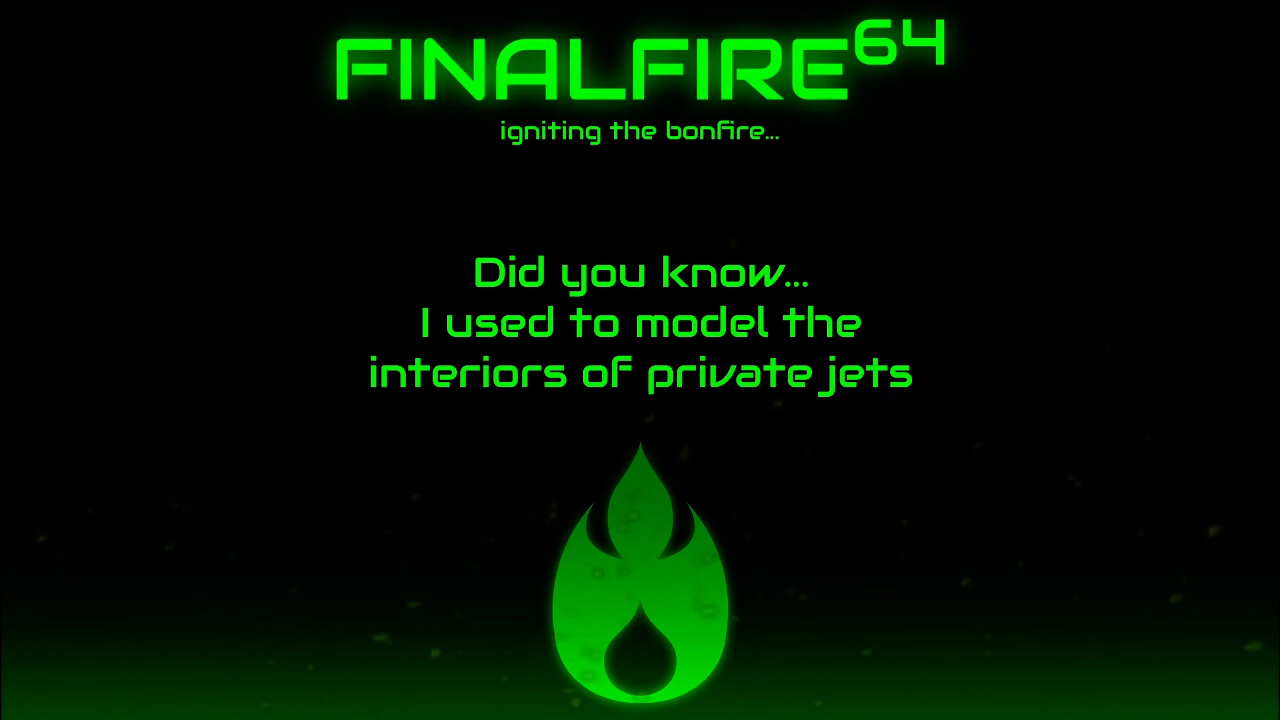 FINALFIRE64
igniting the bonfire...
Did you know...
I used to model the
interiors of private jets